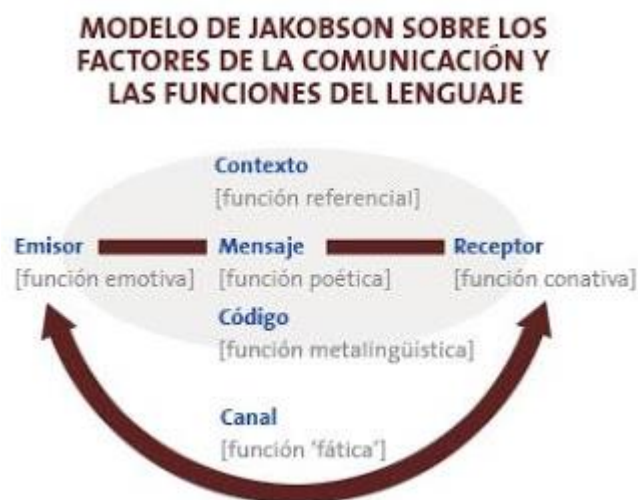 MODELO DE JAKOBSON SOBRE LOS
FACTORES DE LA COMUNICACIÓN Y
LAS FUNCIONES DEL LENGUAJE
Contexto
[función referencial]
Emisor
[función emotiva]
Mensaje
[función poética]
Receptor
[función conativa]
Código
[función metalingüística]
Canal
[función 'fática']